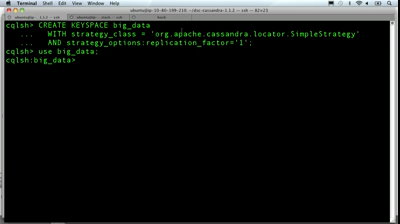 Terminal Shell Edit View Window Help
cqlsh> CREATE KEYSPACE big_data
... WITH strategy_class = 'org.apache.cassandra.locator.SimpleStrategy'
... AND strategy_options:replication_factor='1';
cqlsh> use big_data;
cqlsh:big_data>